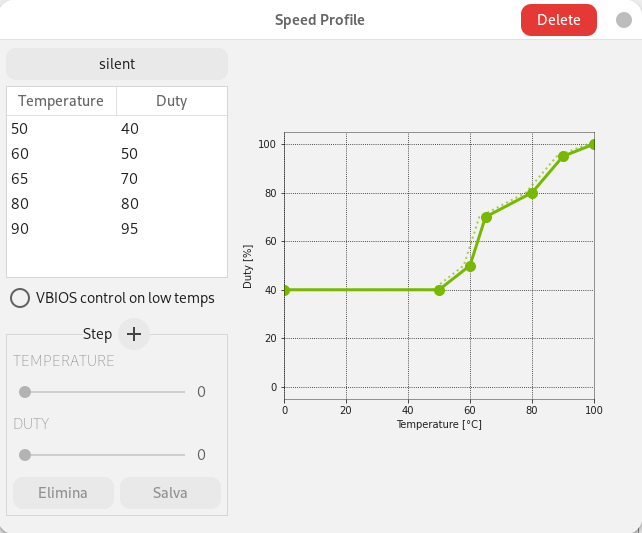 Speed Profile
Delete
silent
Temperature Duty
50 40
60 50
65 70
80 80
90 95
VBIOS control on low temps
Step +
TEMPERATURE
0
DUTY
0
Elimina Salva
Duty [%]
100
80
60
40
20
0
0 20 40 60 80 100
Temperature [°C]